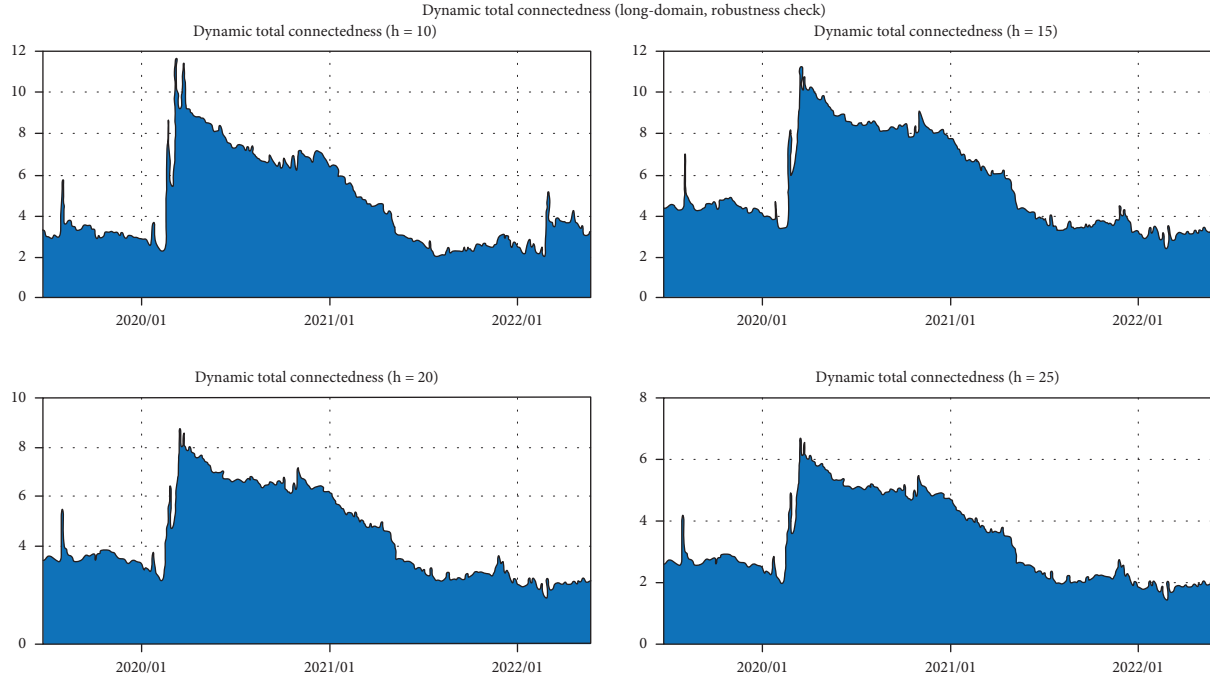 Dynamic total connectedness (long-domain, robustness check)
Dynamic total connectedness (h = 10)
12
10
8
6
4
2
0
2020/01 2021/01 2022/01
Dynamic total connectedness (h = 15)
12
10
8
6
4
2
0
2020/01 2021/01 2022/01
Dynamic total connectedness (h = 20)
10
8
6
4
2
0
2020/01 2021/01 2022/01
Dynamic total connectedness (h = 25)
8
6
4
2
0
2020/01 2021/01 2022/01